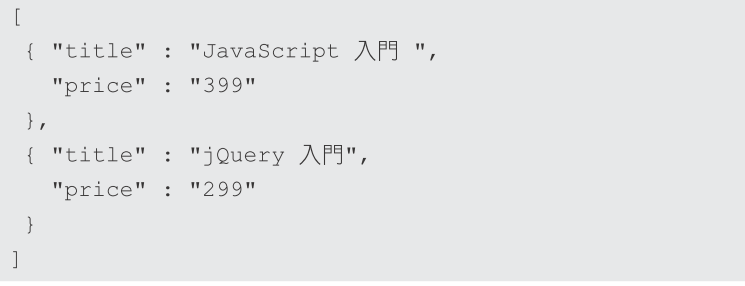 [
 { "title" : "JavaScript 入門 ",
   "price" : "399"
 },
 { "title" : "jQuery 入門",
   "price" : "299"
 }
]